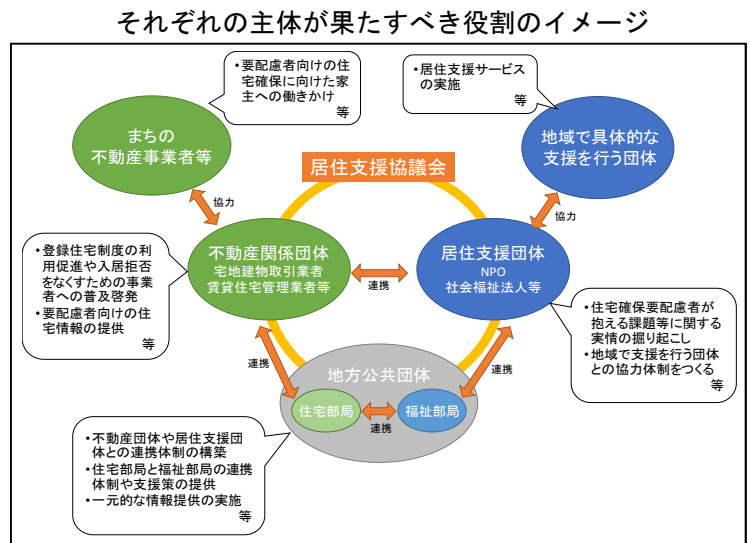 それぞれの主体が果たすべき役割のイメージ
・要配慮者向けの住
宅確保に向けた家
主への働きかけ
等
・居住支援サービス
の実施
等
まちの
不動産事業者等
地域で具体的な
支援を行う団体
居住支援協議会
協力
協力
・登録住宅制度の利
用促進や入居拒否
をなくすための事業
者への普及啓発
・要配慮者向けの住
宅情報の提供
等
不動産関係団体
宅地建物取引業者
賃貸住宅管理業者等
連携
居住支援団体
NPO
社会福祉法人等
・住宅確保要配慮者が
抱える課題等に関する
実情の掘り起こし
・地域で支援を行う団体
との協力体制をつくる
等
連携
連携
地方公共団体
住宅部局
連携
福祉部局
・不動産団体や居住支援団
体との連携体制の構築
・住宅部局と福祉部局の連携
体制や支援策の提供
・一元的な情報提供の実施
等